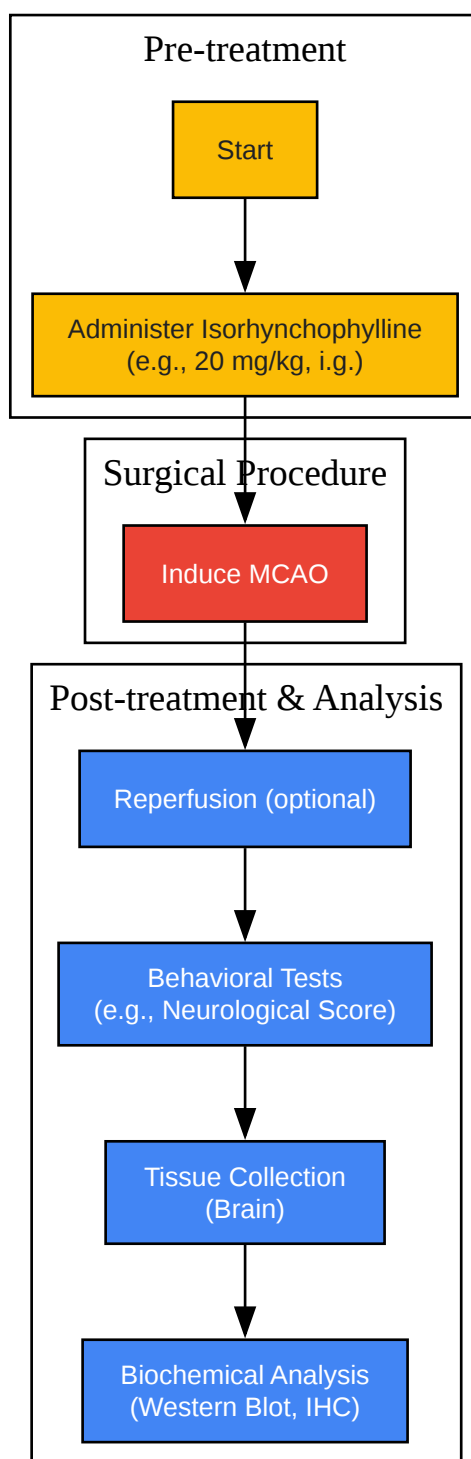 Pre-treatment
Start
Administer Isorhynchophylline
(e.g., 20 mg/kg, i.g.)
Surgical Procedure
Induce MCAO
Post-treatment & Analysis
Reperfusion (optional)
Behavioral Tests
(e.g., Neurological Score)
Tissue Collection
(Brain)
Biochemical Analysis
(Western Blot, IHC)